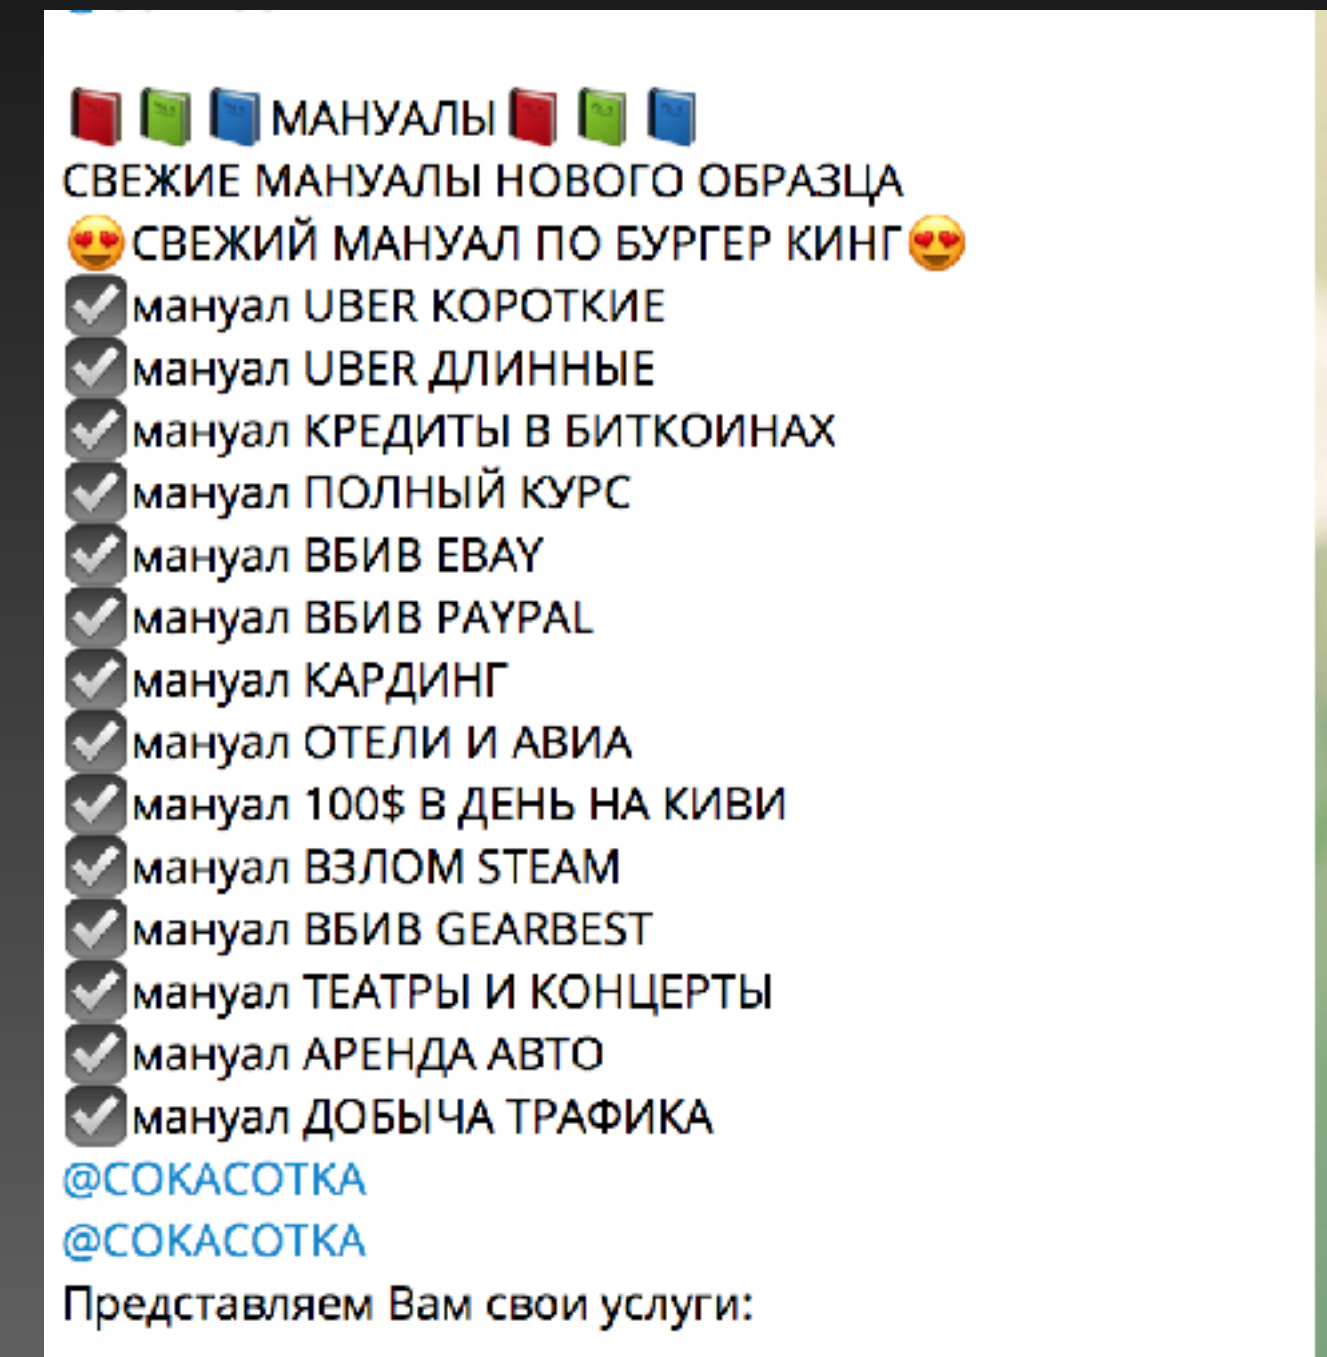 МАНУАЛЫ
СВЕЖИЕ МАНУАЛЫ НОВОГО ОБРАЗЦА
СВЕЖИЙ МАНУАЛ ПО БУРГЕР КИНГ
мануал UBER КОРОТКИЕ
мануал UBER ДЛИННЫЕ
мануал КРЕДИТЫ В БИТКОИНАХ
мануал ПОЛНЫЙ КУРС
мануал ВБИВ EBAY
мануал ВБИВ PAYPAL
мануал КАРДИНГ
мануал ОТЕЛИ И АВИА
мануал 100$ В ДЕНЬ НА КИВИ
мануал ВЗЛОМ STEAM
мануал ВБИВ GEARBEST
мануал ТЕАТРЫ И КОНЦЕРТЫ
мануал АРЕНДА АВТО
мануал ДОБЫЧА ТРАФИКА
@COKACOTKA
@COKACOTKA
Представляем Вам свои услуги: